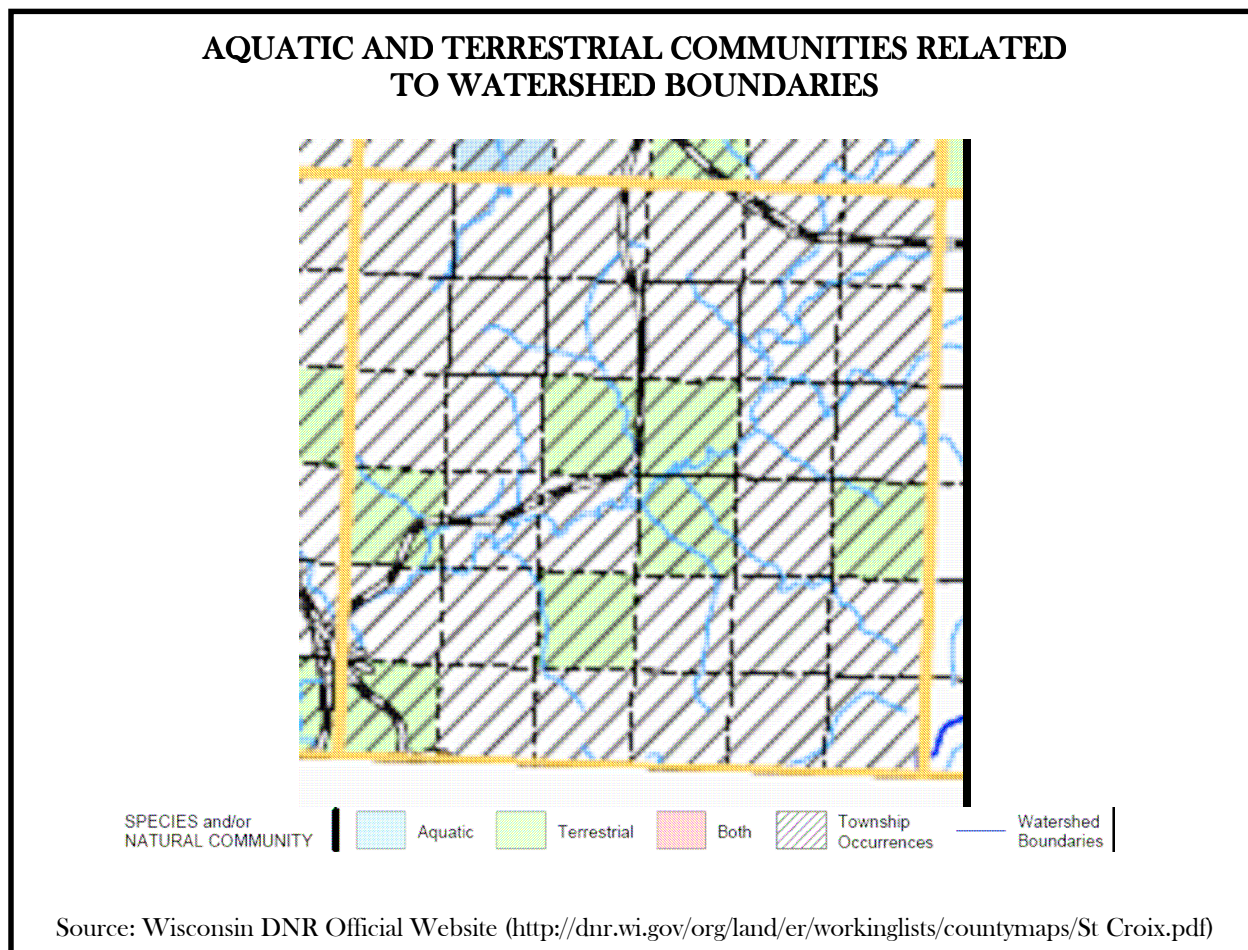 AQUATIC AND TERRESTRIAL COMMUNITIES RELATED
TO WATERSHED BOUNDARIES
SPECIES and/or
NATURAL COMMUNITY
Aquatic
Terrestrial
Both
Township
Occurrences
Watershed
Boundaries
Source: Wisconsin DNR Official Website (http://dnr.wi.gov/org/land/er/workinglists/countymaps/St Croix.pdf)